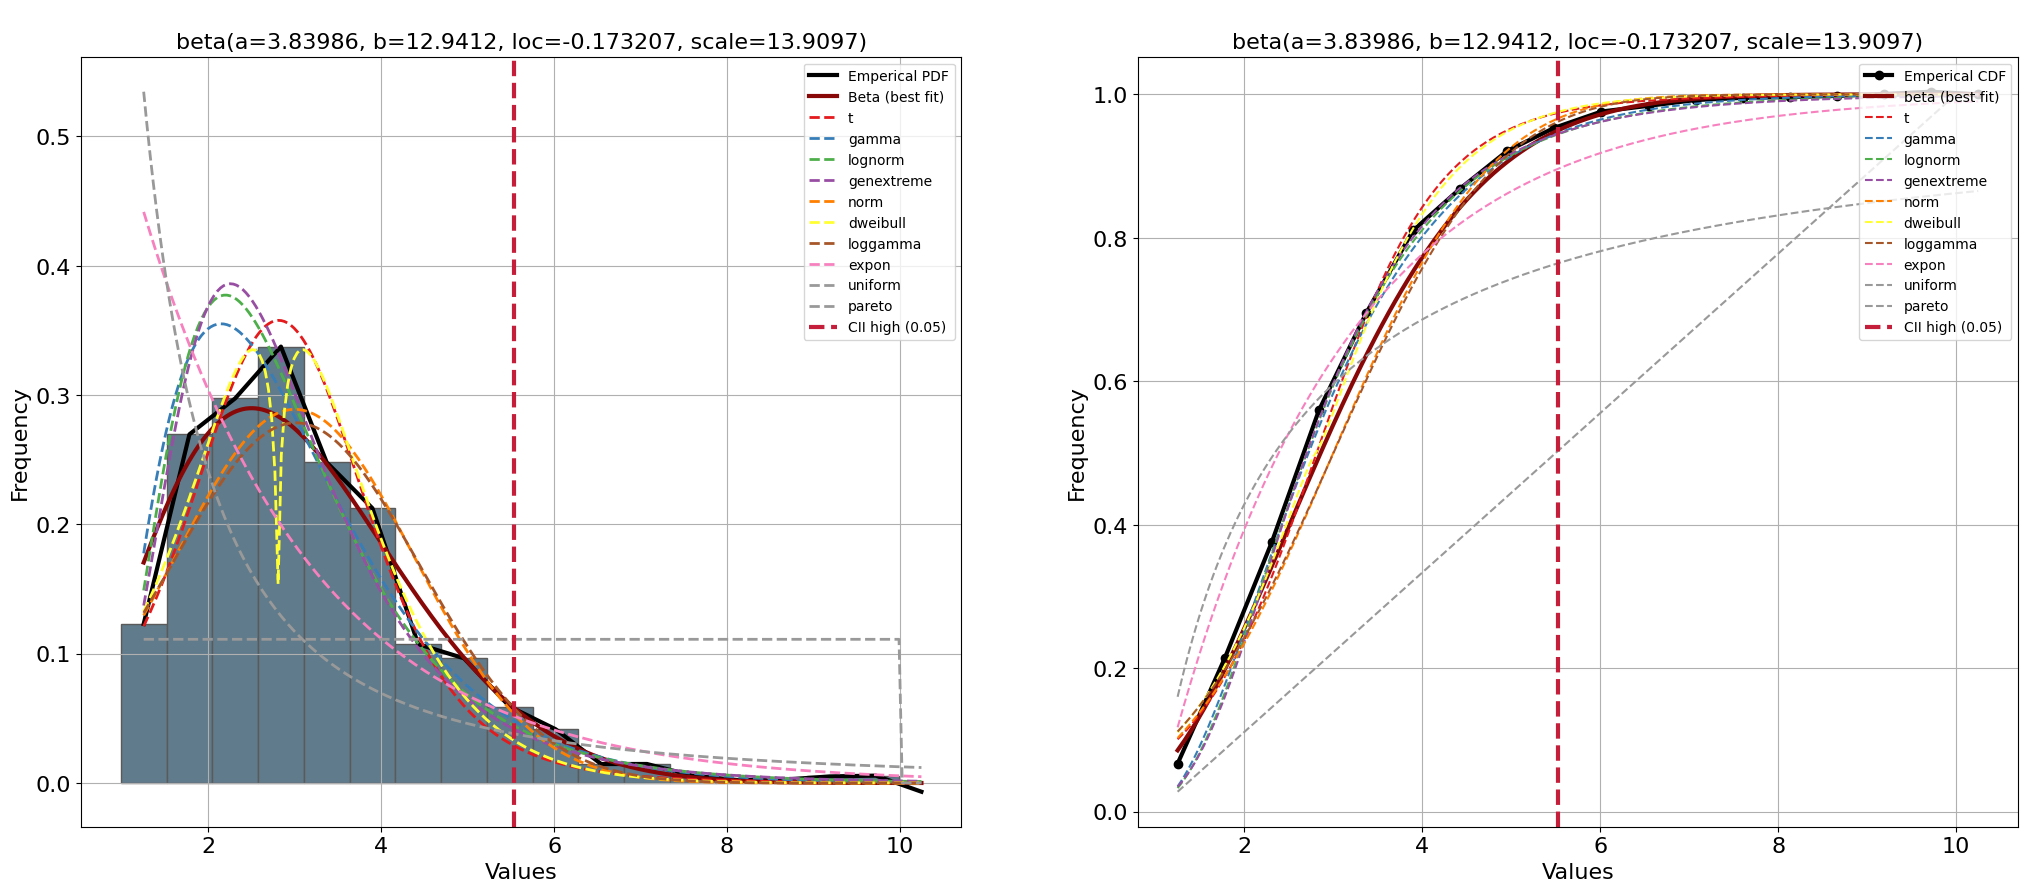 beta(a=3.83986, b=12.9412, loc=-0.173207, scale=13.9097)
Frequency
0.5
0.4
0.3
0.2
0.1
0.0
2
4
6
8
10
Values
Emperical PDF
Beta (best fit)
t
gamma
lognorm
genextreme
norm
dweibull
loggamma
expon
uniform
pareto
CII high (0.05)
beta(a=3.83986, b=12.9412, loc=-0.173207, scale=13.9097)
Frequency
1.0
0.8
0.6
0.4
0.2
0.0
2
4
6
8
10
Values
Emperical CDF
beta (best fit)
t
gamma
lognorm
genextreme
norm
dweibull
loggamma
expon
uniform
pareto
CII high (0.05)